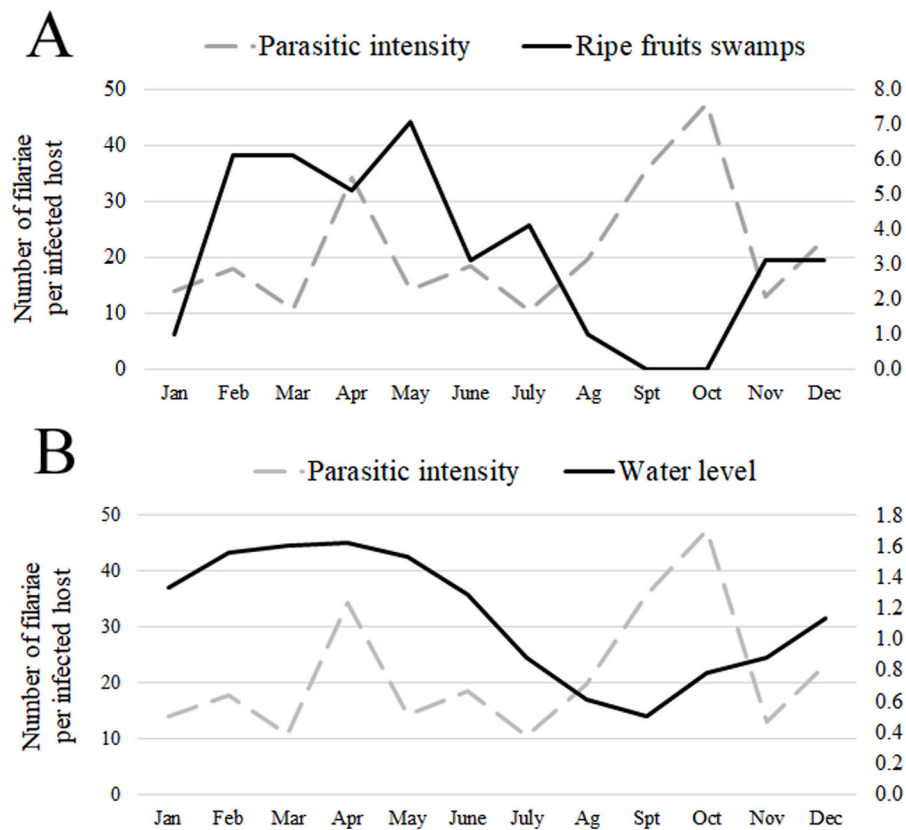 A
Parasitic intensity Ripe fruits swamps
Number of filariae
per infected host
50 8.0
40 7.0
30 6.0
20 5.0
10 4.0
0 3.0
2.0
1.0
0.0
Jan Feb Mar Apr May June July Ag Spt Oct Nov Dec
B
Parasitic intensity Water level
Number of filariae
per infected host
50 1.8
40 1.6
30 1.4
20 1.2
10 1.0
0 0.8
0.6
0.4
0.2
0.0
Jan Feb Mar Apr May June July Ag Spt Oct Nov Dec